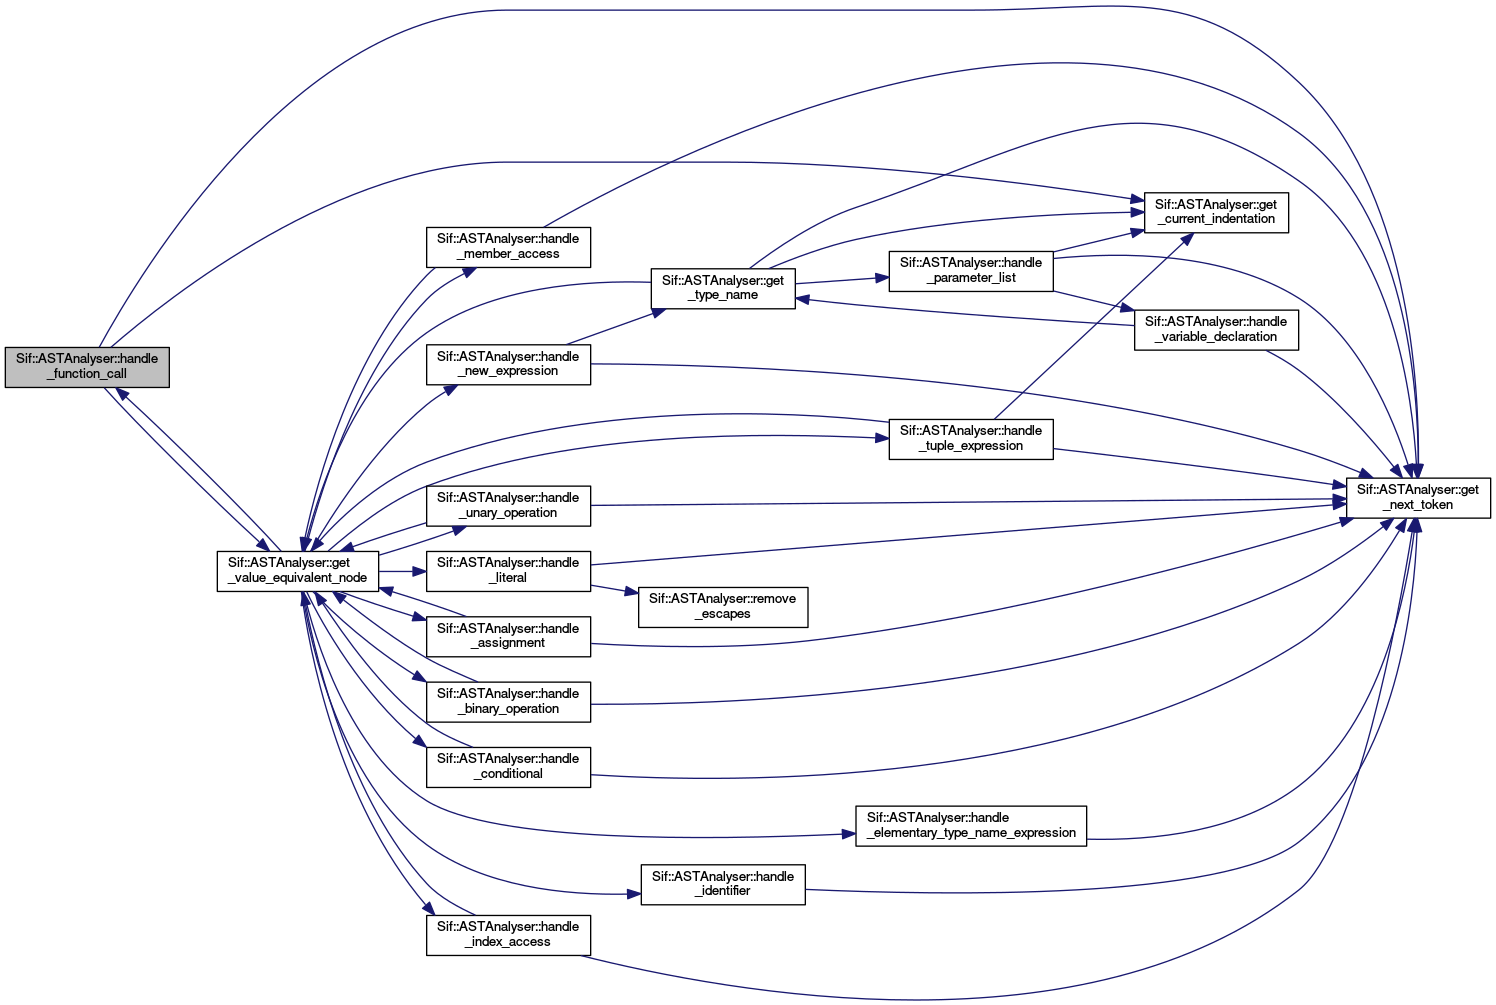 Sif::ASTAnalyser::handle
_function_call
Sif::ASTAnalyser::get
_value_equivalent_node
Sif::ASTAnalyser::handle
_member_access
Sif::ASTAnalyser::handle
_new_expression
Sif::ASTAnalyser::handle
_unary_operation
Sif::ASTAnalyser::handle
_literal
Sif::ASTAnalyser::handle
_assignment
Sif::ASTAnalyser::handle
_binary_operation
Sif::ASTAnalyser::handle
_conditional
Sif::ASTAnalyser::handle
_index_access
Sif::ASTAnalyser::get
_type_name
Sif::ASTAnalyser::remove
_escapes
Sif::ASTAnalyser::handle
_identifier
Sif::ASTAnalyser::handle
_parameter_list
Sif::ASTAnalyser::handle
_tuple_expression
Sif::ASTAnalyser::handle
_elementary_type_name_expression
Sif::ASTAnalyser::get
_current_indentation
Sif::ASTAnalyser::handle
_variable_declaration
Sif::ASTAnalyser::get
_next_token